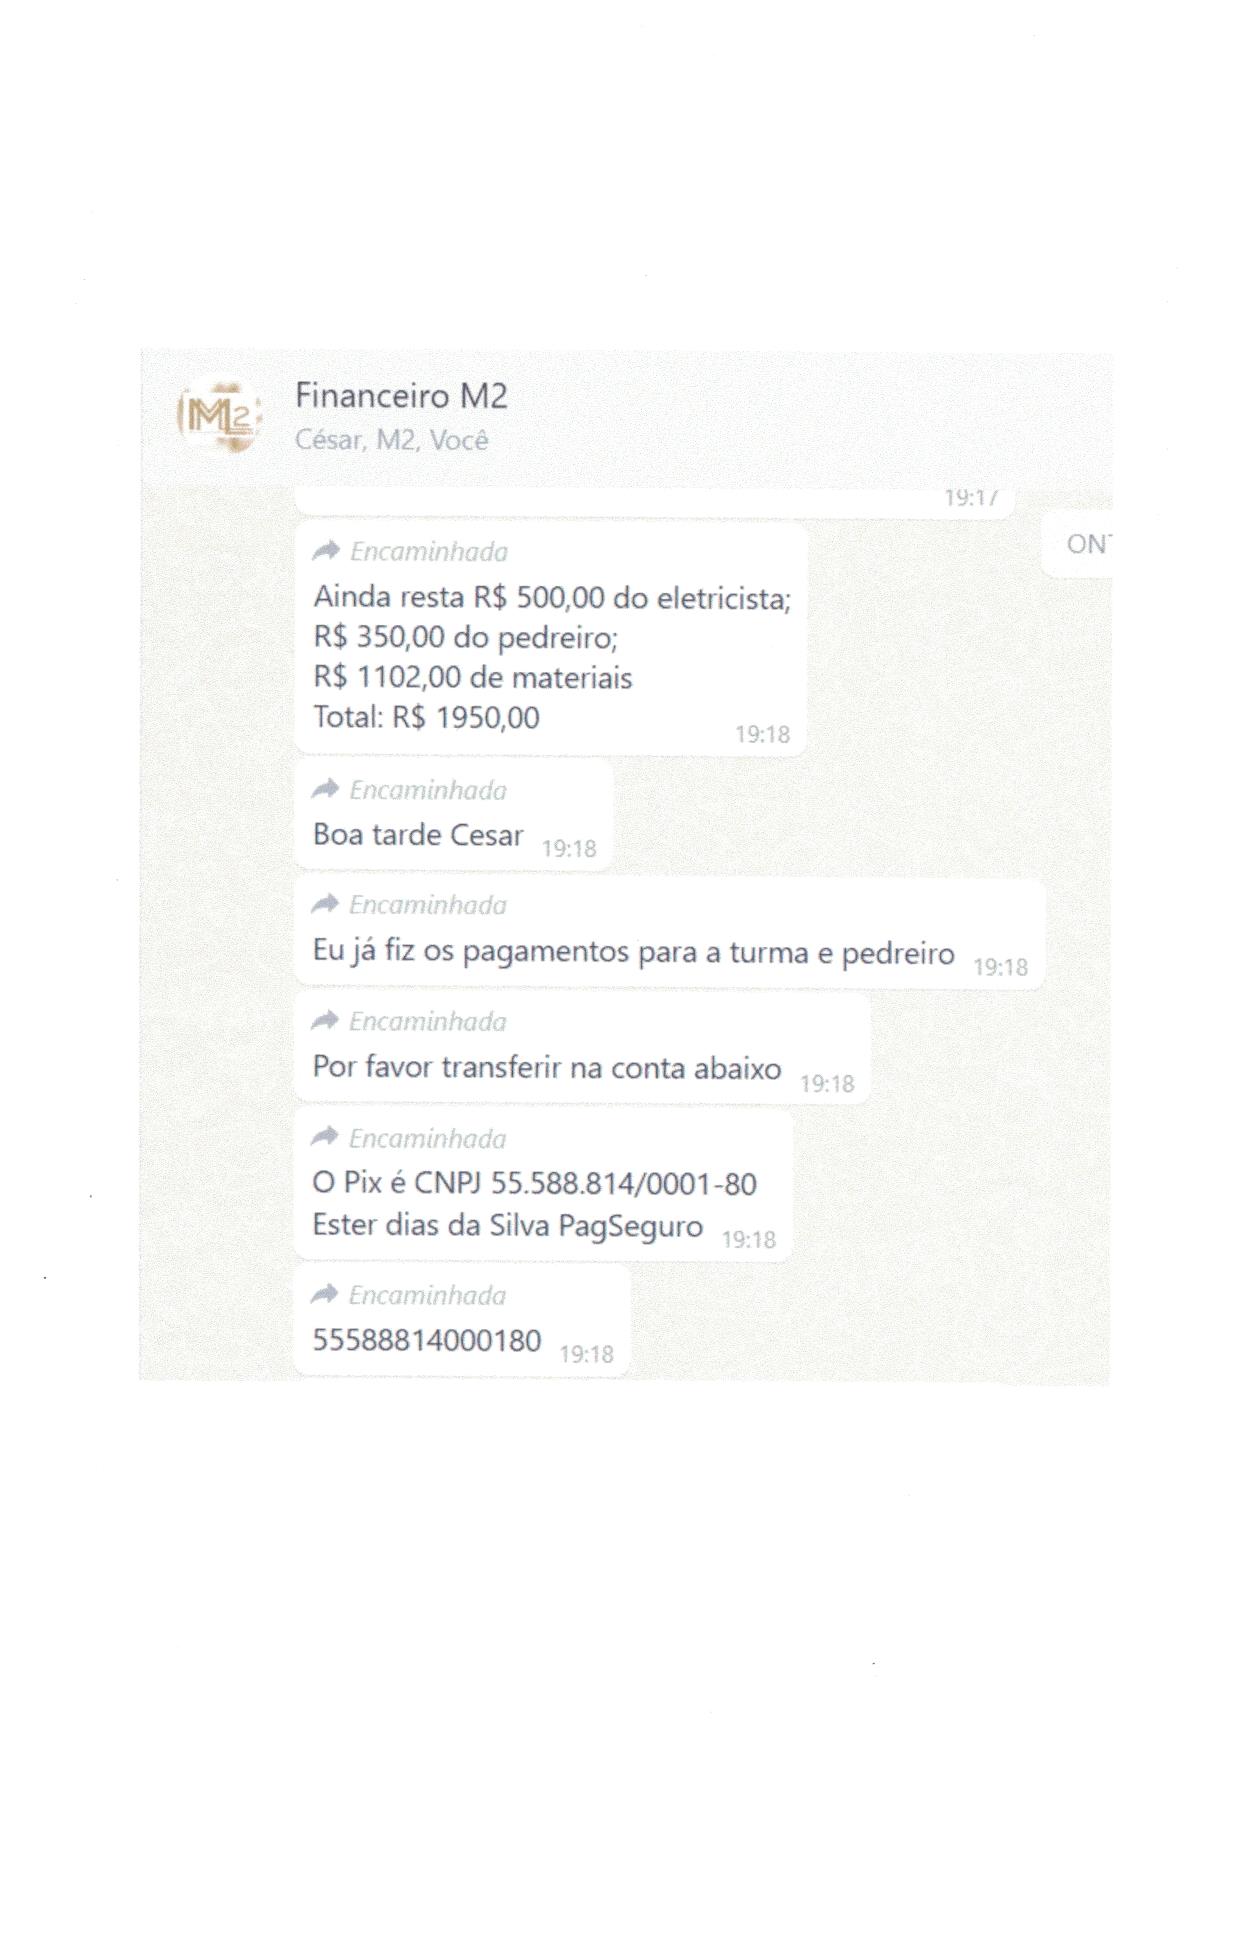 M2
Financeiro M2
César, M2, Você
19:17
ON
Encaminhada
Ainda resta R$ 500,00 do eletricista;
R$ 350,00 do pedreiro;
R$ 1102,00 de materiais
Total: R$ 1950,00
19:18
Encaminhada
Boa tarde Cesar 19:18
Encaminhada
Eu já fiz os pagamentos para a turma e pedreiro 19:18
Encaminhada
Por favor transferir na conta abaixo 19:18
Encaminhada
O Pix é CNPJ 55.588.814/0001-80
Ester dias da Silva PagSeguro 19:18
Encaminhada
55588814000180 19:18